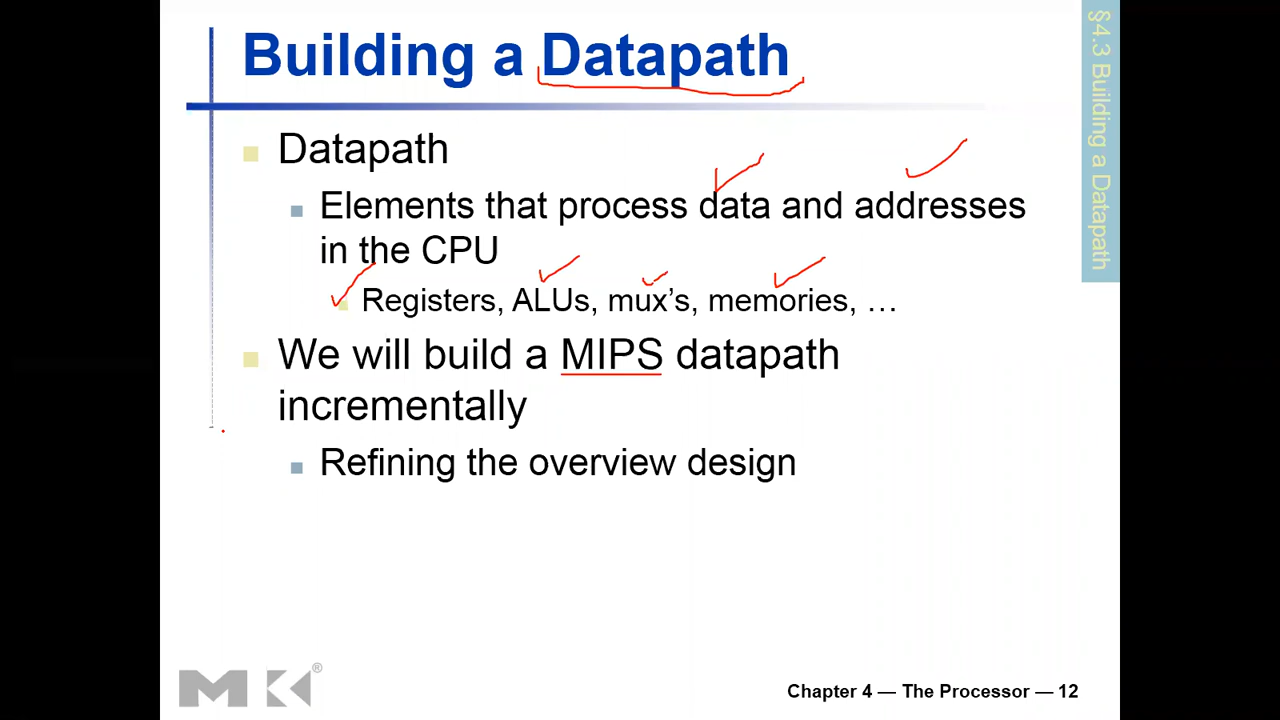 Building a Datapath
§4.3 Building a Datapath
Datapath
Elements that process data and addresses
in the CPU
Registers, ALUs, mux's, memories, …
We will build a MIPS datapath
incrementally
Refining the overview design
MK®
Chapter 4 — The Processor — 12